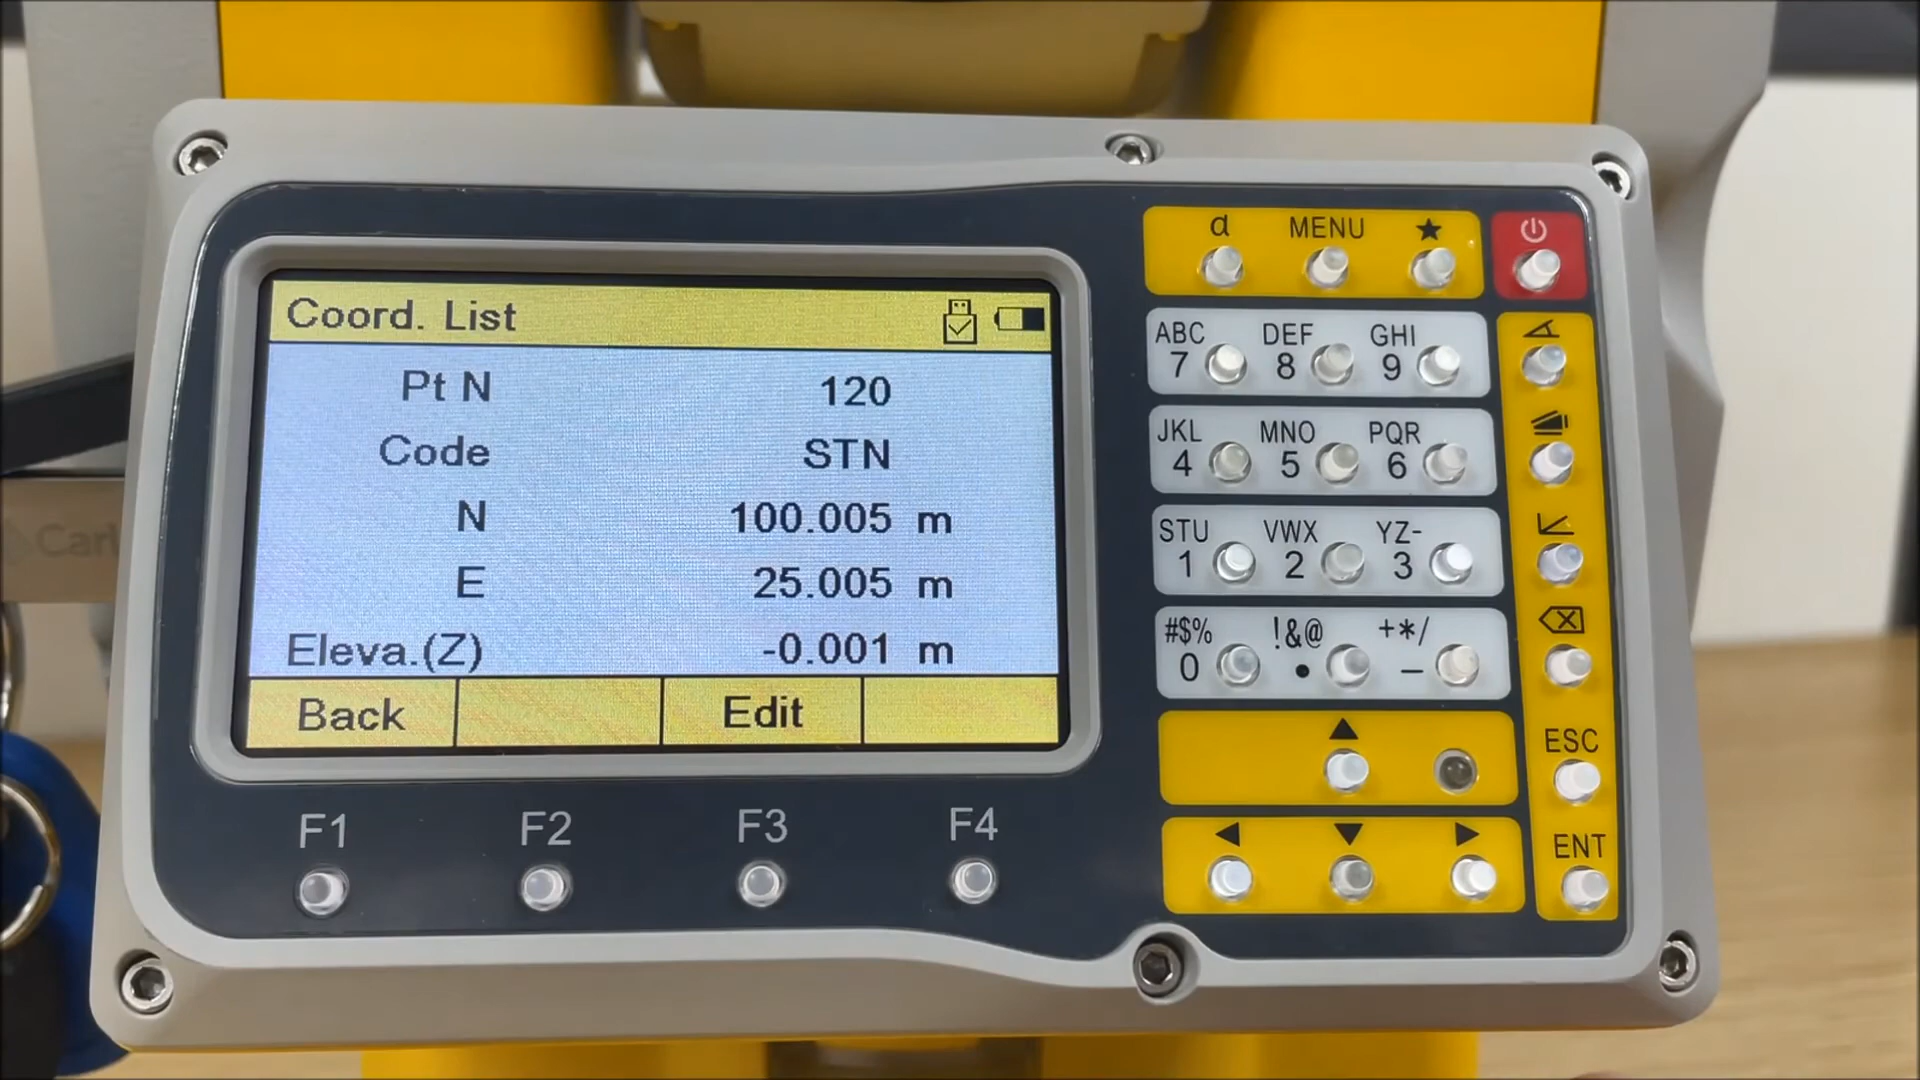 Coord. List
Pt N 120
Code STN
N 100.005 m
E 25.005 m
Eleva.(Z) -0.001 m
Back Edit
F1 F2 F3 F4
α MENU ★
ABC 7 DEF 8 GHI 9
JKL 4 MNO 5 PQR 6
STU 1 VWX 2 YZ- 3
#$% 0 !&@ • +*/ −
ESC
ENT